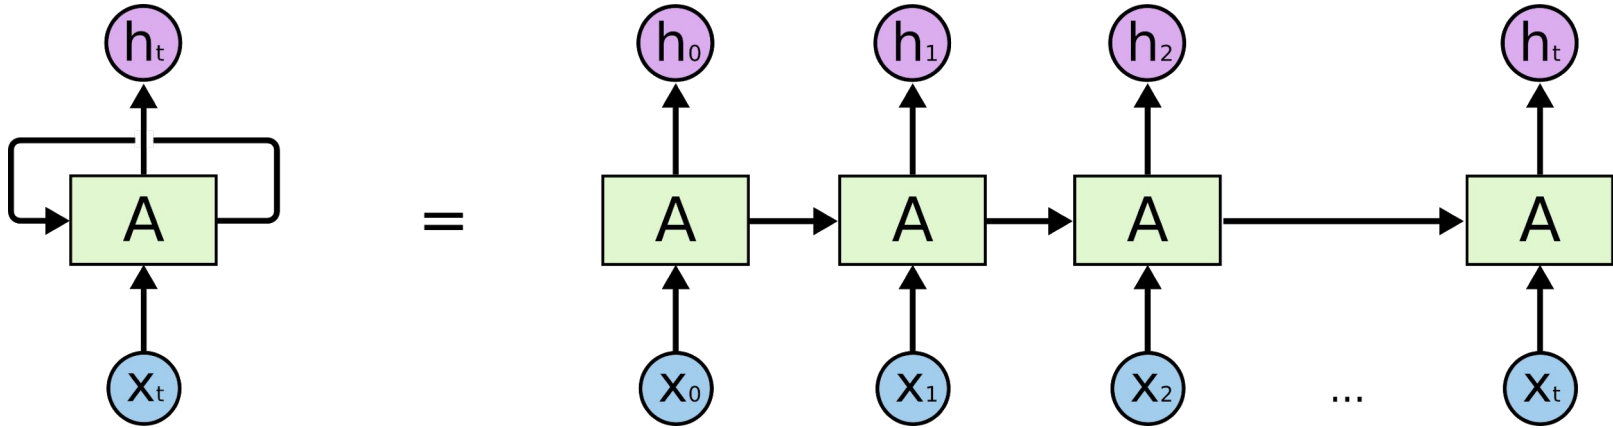 hₜ h₀ h₁ h₂ hₜ
A = A A A A
xₜ x₀ x₁ x₂ ... xₜ